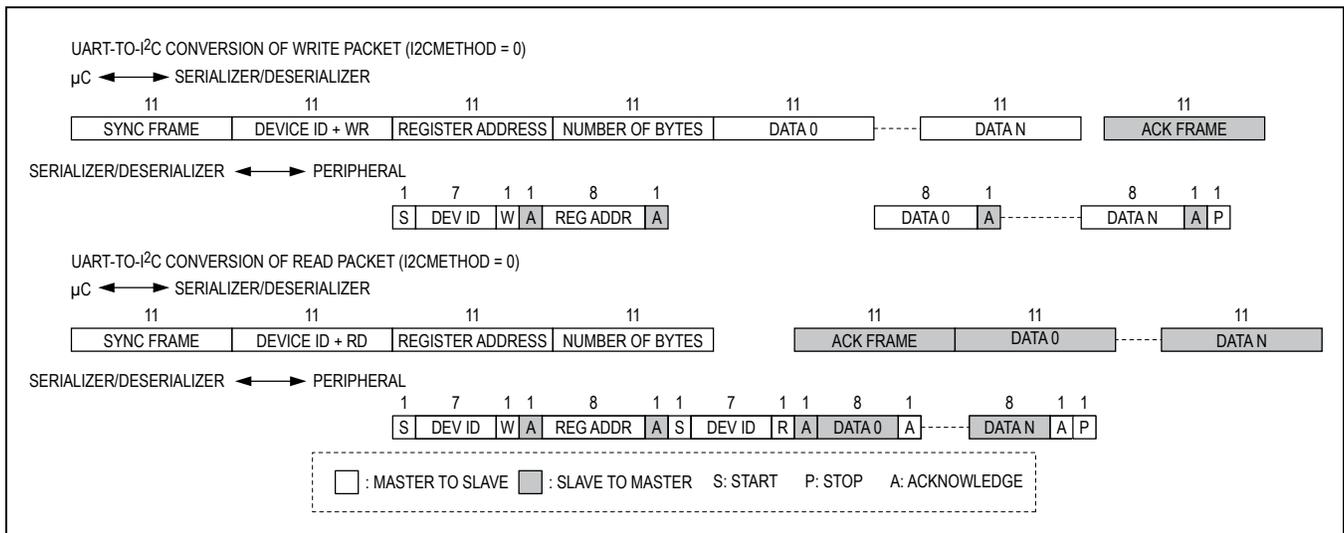 UART-TO-I2C CONVERSION OF WRITE PACKET (I2CMETHOD = 0)
µC SERIALIZER/DESERIALIZER
11 11 11 11 11 11 11
SYNC FRAME DEVICE ID + WR REGISTER ADDRESS NUMBER OF BYTES DATA 0 DATA N ACK FRAME
SERIALIZER/DESERIALIZER PERIPHERAL
1 7 1 1 8 1 8 1 8 1 1
S DEV ID W A REG ADDR A DATA 0 A DATA N A P
UART-TO-I2C CONVERSION OF READ PACKET (I2CMETHOD = 0)
µC SERIALIZER/DESERIALIZER
11 11 11 11 11 11 11
SYNC FRAME DEVICE ID + RD REGISTER ADDRESS NUMBER OF BYTES ACK FRAME DATA 0 DATA N
SERIALIZER/DESERIALIZER PERIPHERAL
1 7 1 1 8 1 1 7 1 1 8 1 8 1 1
S DEV ID W A REG ADDR A S DEV ID R A DATA 0 A DATA N A P
: MASTER TO SLAVE : SLAVE TO MASTER S: START P: STOP A: ACKNOWLEDGE